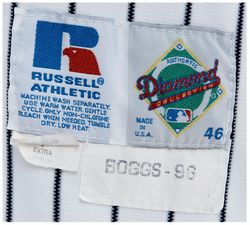 RUSSELL
ATHLETIC
MACHINE WASH SEPARATELY.
USE WARM WATER GENTLE
CYCLE. ONLY NON-CHLORINE
BLEACH WHEN NEEDED. TUMBLE
DRY. LOW HEAT.
AUTHENTIC
Diamond
COLLECTION
MADE
IN
U.S.A.
46
EXTRA
BOGGS-96